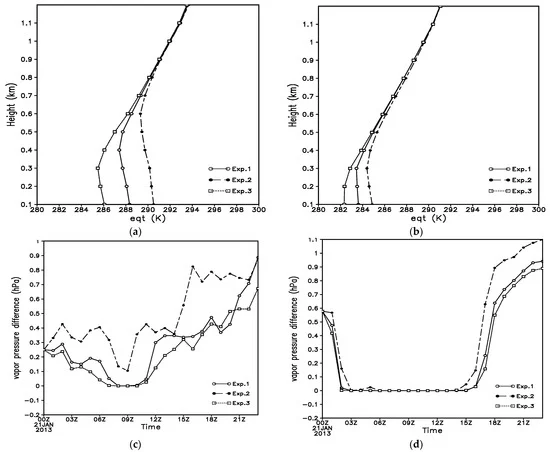 1.1
1
0.9
0.8
0.7
0.6
0.5
0.4
0.3
0.2
0.1
Height (km)
280 282 284 286 288 290 292 294 296 298 300
eqt (K)
Exp.1
Exp.2
Exp.3
(a)
1.1
1
0.9
0.8
0.7
0.6
0.5
0.4
0.3
0.2
0.1
Height (km)
280 282 284 286 288 290 292 294 296 298 300
eqt (K)
Exp.1
Exp.2
Exp.3
(b)
1
0.9
0.8
0.7
0.6
0.5
0.4
0.3
0.2
0.1
0
-0.1
-0.2
vapor pressure difference (hPa)
00Z 03Z 06Z 09Z 12Z 15Z 18Z 21Z
21JAN
2013
Time
Exp.1
Exp.2
Exp.3
(c)
1.1
1
0.9
0.8
0.7
0.6
0.5
0.4
0.3
0.2
0.1
0
-0.1
-0.2
vapor pressure difference (hPa)
00Z 03Z 06Z 09Z 12Z 15Z 18Z 21Z
21JAN
2013
Time
Exp.1
Exp.2
Exp.3
(d)